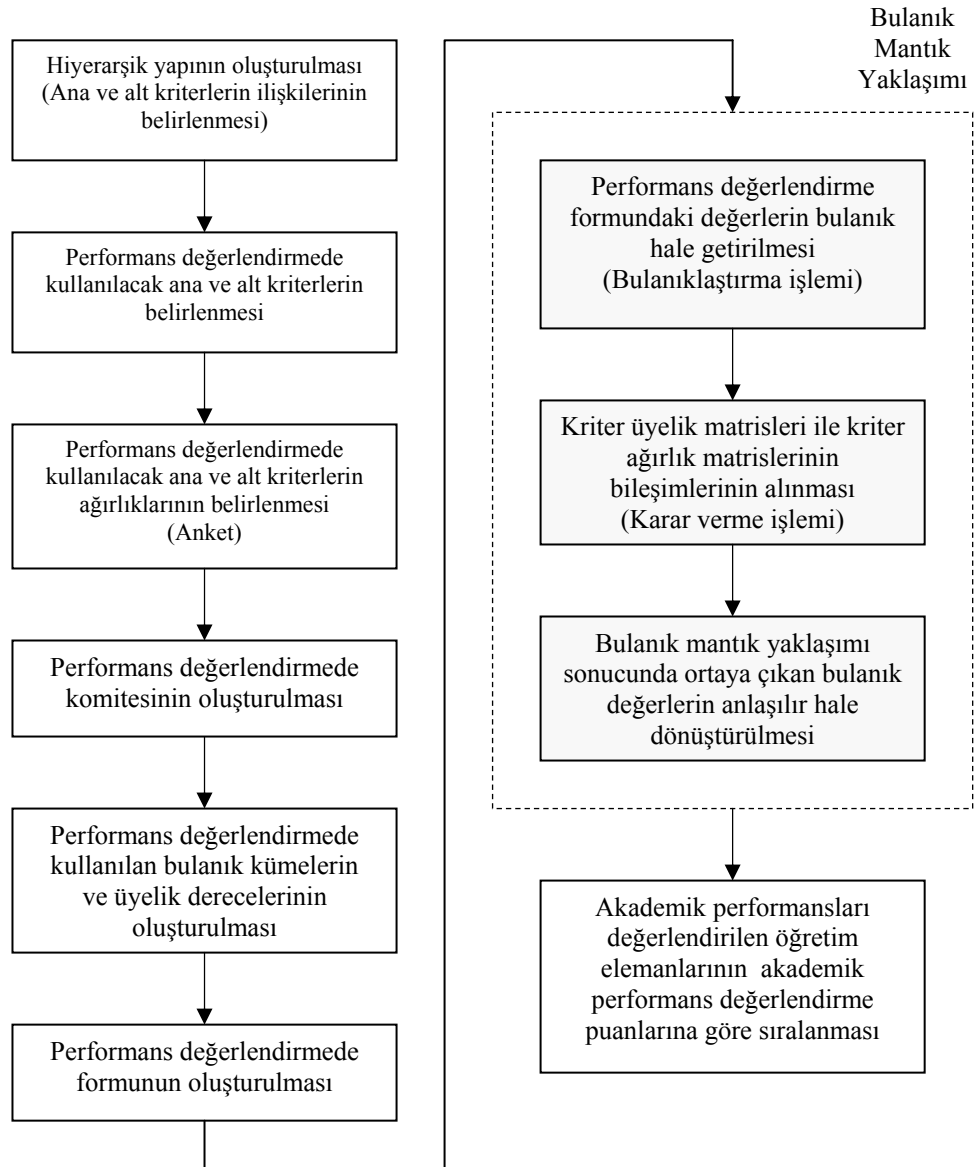 Hiyerarşik yapının oluşturulması
(Ana ve alt kriterlerin ilişkilerinin
belirlenmesi)
Performans değerlendirmede
kullanılacak ana ve alt kriterlerin
belirlenmesi
Performans değerlendirmede
kullanılacak ana ve alt kriterlerin
ağırlıklarının belirlenmesi
(Anket)
Performans değerlendirmede
komitesinin oluşturulması
Performans değerlendirmede
kullanılan bulanık kümelerin
ve üyelik derecelerinin
oluşturulması
Performans değerlendirmede
formunun oluşturulması
Bulanık
Mantık
Yaklaşımı
Performans değerlendirme
formundaki değerlerin bulanık
hale getirilmesi
(Bulanıklaştırma işlemi)
Kriter üyelik matrisleri ile kriter
ağırlık matrislerinin
bileşimlerinin alınması
(Karar verme işlemi)
Bulanık mantık yaklaşımı
sonucunda ortaya çıkan bulanık
değerlerin anlaşılır hale
dönüştürülmesi
Akademik performansları
değerlendirilen öğretim
elemanlarının akademik
performans değerlendirme
puanlarına göre sıralanması